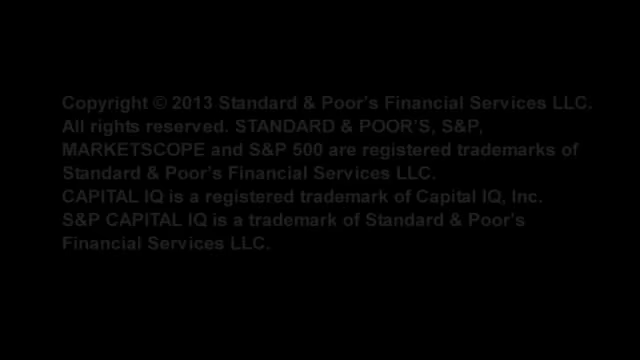 Copyright © 2013 Standard & Poor's Financial Services LLC.
All rights reserved. STANDARD & POOR'S, S&P,
MARKETSCOPE and S&P 500 are registered trademarks of
Standard & Poor's Financial Services LLC.
CAPITAL IQ is a registered trademark of Capital IQ, Inc.
S&P CAPITAL IQ is a trademark of Standard & Poor's
Financial Services LLC.